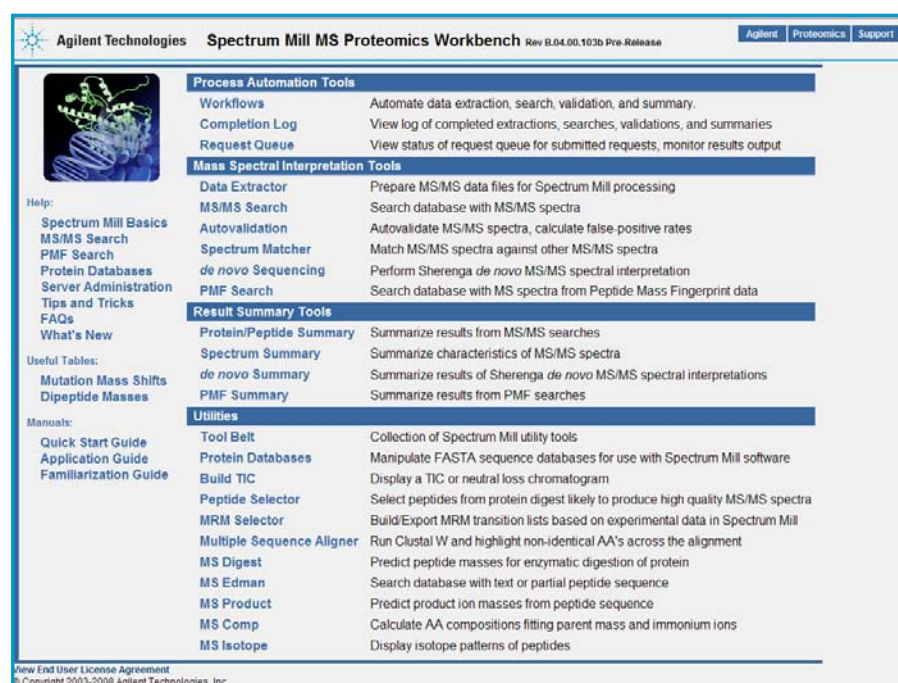 Agilent Technologies Spectrum Mill MS Proteomics Workbench Rev B.04.00.103b Pre-Release
Agilent Proteomics Support
Help:
Spectrum Mill Basics
MS/MS Search
PMF Search
Protein Databases
Server Administration
Tips and Tricks
FAQs
What's New
Useful Tables:
Mutation Mass Shifts
Dipeptide Masses
Manuals:
Quick Start Guide
Application Guide
Familiarization Guide
Process Automation Tools
Workflows Automate data extraction, search, validation, and summary.
Completion Log View log of completed extractions, searches, validations, and summaries
Request Queue View status of request queue for submitted requests, monitor results output
Mass Spectral Interpretation Tools
Data Extractor Prepare MS/MS data files for Spectrum Mill processing
MS/MS Search Search database with MS/MS spectra
Autovalidation Autovalidate MS/MS spectra, calculate false-positive rates
Spectrum Matcher Match MS/MS spectra against other MS/MS spectra
de novo Sequencing Perform Sherenga de novo MS/MS spectral interpretation
PMF Search Search database with MS spectra from Peptide Mass Fingerprint data
Result Summary Tools
Protein/Peptide Summary Summarize results from MS/MS searches
Spectrum Summary Summarize characteristics of MS/MS spectra
de novo Summary Summarize results of Sherenga de novo MS/MS spectral interpretations
PMF Summary Summarize results from PMF searches
Utilities
Tool Belt Collection of Spectrum Mill utility tools
Protein Databases Manipulate FASTA sequence databases for use with Spectrum Mill software
Build TIC Display a TIC or neutral loss chromatogram
Peptide Selector Select peptides from protein digest likely to produce high quality MS/MS spectra
MRM Selector Build/Export MRM transition lists based on experimental data in Spectrum Mill
Multiple Sequence Aligner Run Clustal W and highlight non-identical AA's across the alignment
MS Digest Predict peptide masses for enzymatic digestion of protein
MS Edman Search database with text or partial peptide sequence
MS Product Predict product ion masses from peptide sequence
MS Comp Calculate AA compositions fitting parent mass and immonium ions
MS Isotope Display isotope patterns of peptides
View End User License Agreement
© Copyright 2003-2008 Agilent Technologies, Inc.